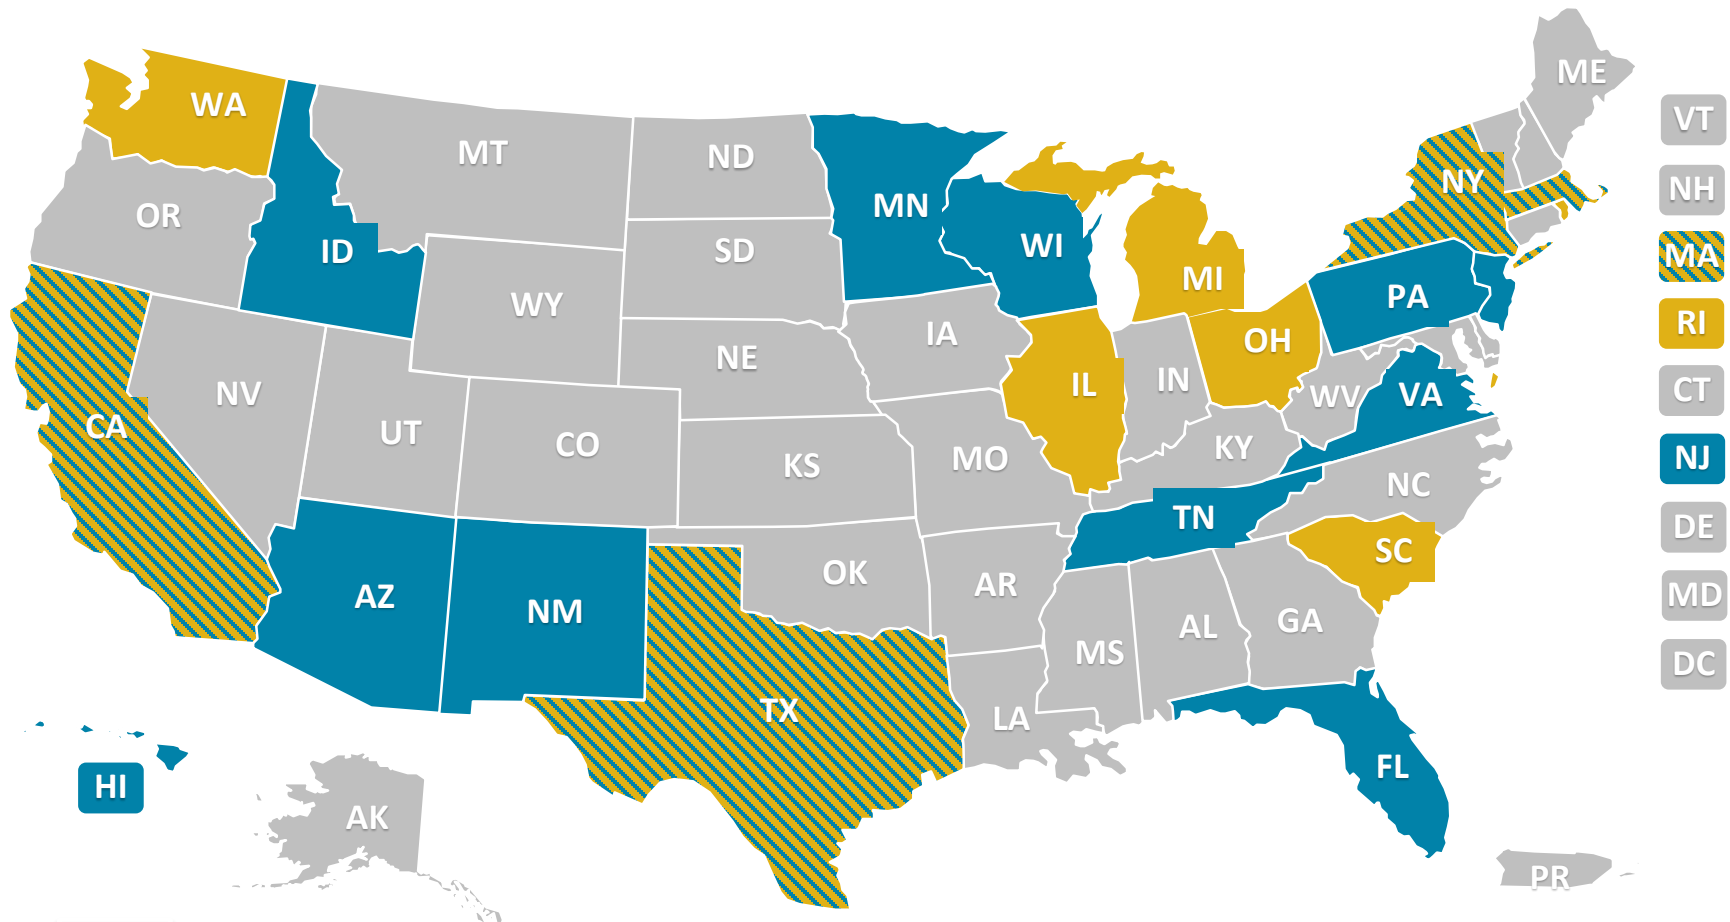 ME
WA
VT
MT
ND
NY
NH
OR
MN
ID
SD
WI
MA
MI
PA
WY
RI
IA
OH
NE
IL
IN
CT
NV
WV
VA
CA
UT
CO
KY
KS
MO
NJ
NC
TN
DE
SC
OK
AR
AZ
MD
NM
GA
AL
MS
DC
TX
LA
FL
HI
AK
PR